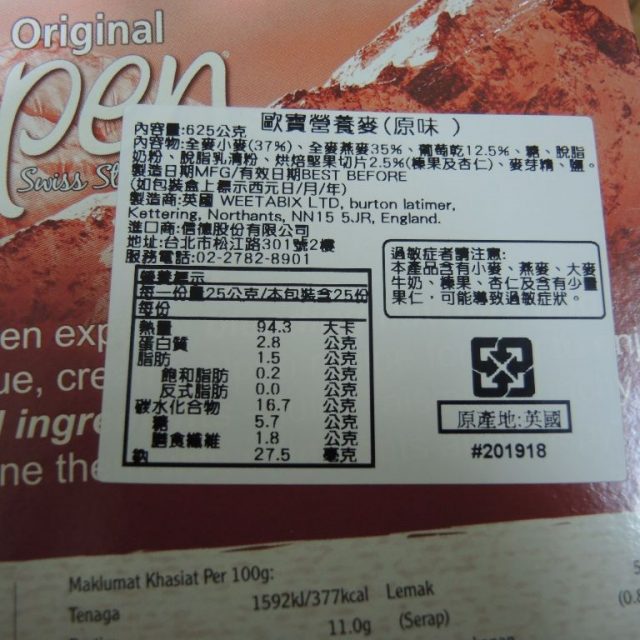 Original
pen
Swiss St
歐寶營養麥(原味 )
內容量:625公克
內容物:全麥小麥(37%)、全麥燕麥35%、葡萄乾12.5%、糖、脫脂
奶粉、脫脂乳清粉、烘焙堅果切片2.5%(榛果及杏仁)、麥芽精、鹽。
製造日期MFG/有效日期BEST BEFORE
(如包裝盒上標示西元日/月/年)
製造商:英國 WEETABIX LTD, burton latimer,
Kettering, Northants, NN15 5JR, England.
進口商:信億股份有限公司
地址:台北市松江路301號2樓
服務電話:02-2782-8901
營養標示
每一份量25公克/本包裝含25份
每份
熱量 94.3 大卡
蛋白質 2.8 公克
脂肪 1.5 公克
飽和脂肪 0.2 公克
反式脂肪 0.0 公克
碳水化合物 16.7 公克
糖 5.7 公克
膳食纖維 1.8 公克
鈉 27.5 毫克
過敏症者請注意:
本產品含有小麥、燕麥、大麥
牛奶、榛果、杏仁及含有少量
果仁，可能導致過敏症狀。
原產地:英國
#201918
en exp
ue, cre
ingre
ne the
Maklumat Khasiat Per 100g:
Tenaga 1592kJ/377kcal Lemak
11.0g (Serap)